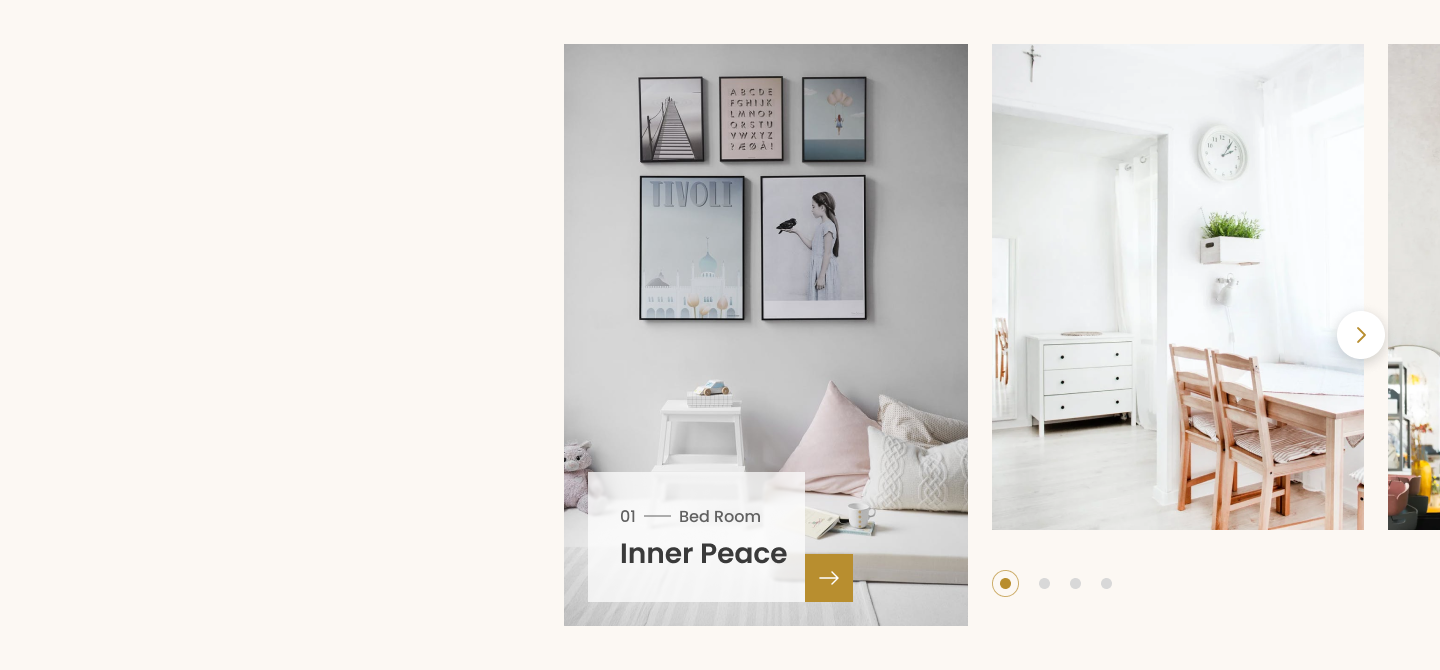 A B C D E
F G H I J K
L M N O P
Q R S T U
V W X Y Z
? Æ Ø Å !
TIVOLI
01 Bed Room
Inner Peace